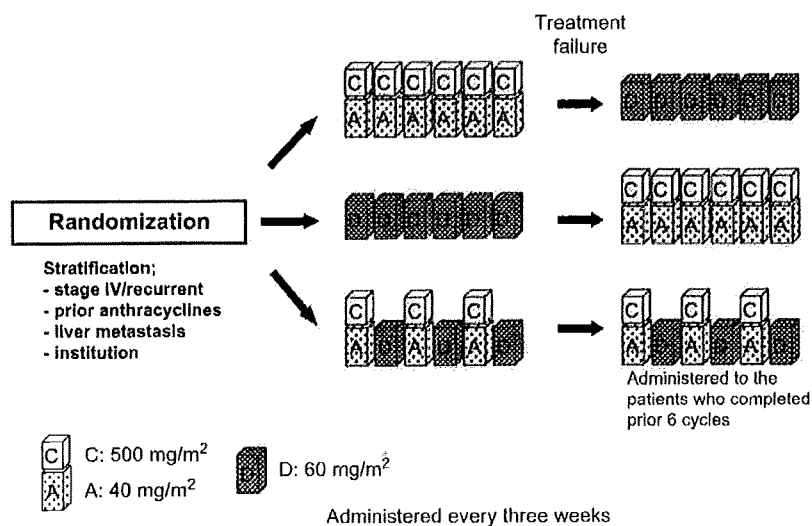 Treatment
failure
C C C C C C
A A A A A A
D D D D D D
Randomization
D D D D D D
C C C C C C
A A A A A A
Stratification;
- stage IV/recurrent
- prior anthracyclines
- liver metastasis
- institution
C C C
A D A D A D
C C C
A D A D A D
Administered to the
patients who completed
prior 6 cycles
C C: 500 mg/m²
A A: 40 mg/m²
D D: 60 mg/m²
Administered every three weeks